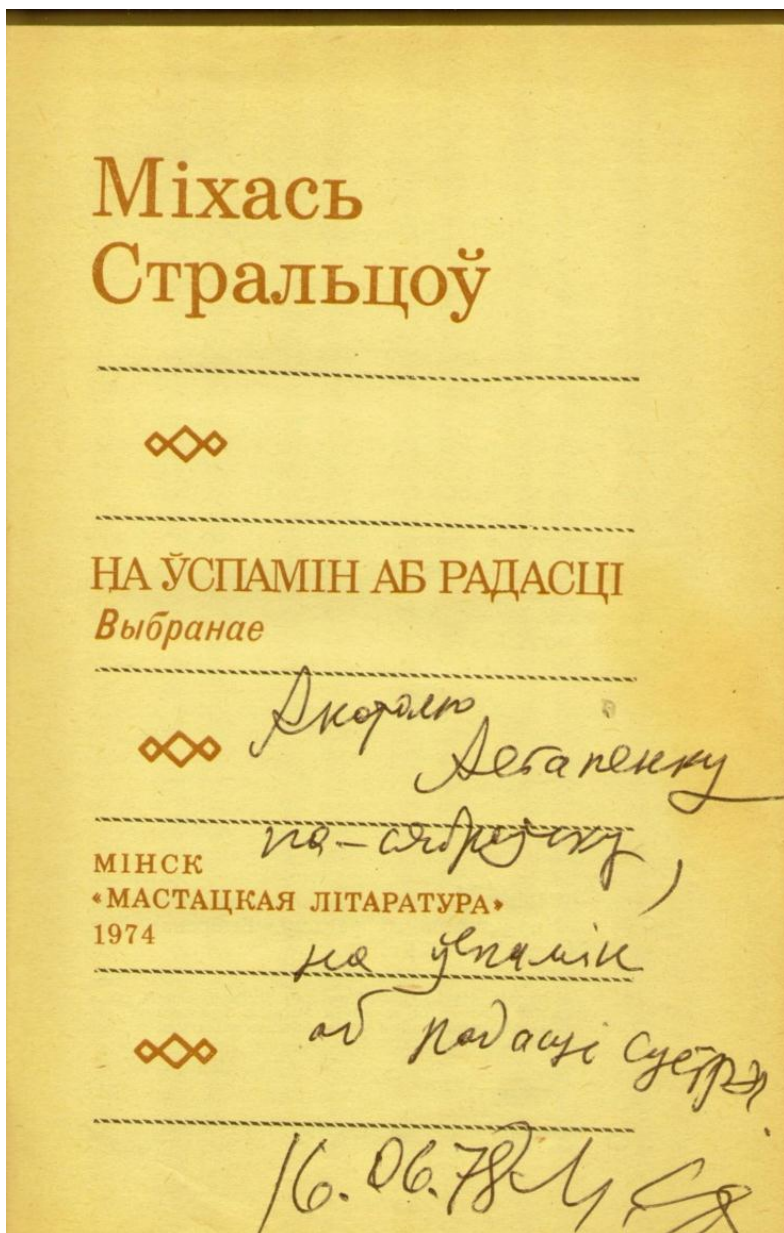 Міхась
Стральцоў
НА ЎСПАМІН АБ РАДАСЦІ
Выбранае
Анатолю
па-сяброўску,
МІНСК
«МАСТАЦКАЯ ЛІТАРАТУРА»
1974
на ўспамін
аб радасці сустрэч
16.06.78